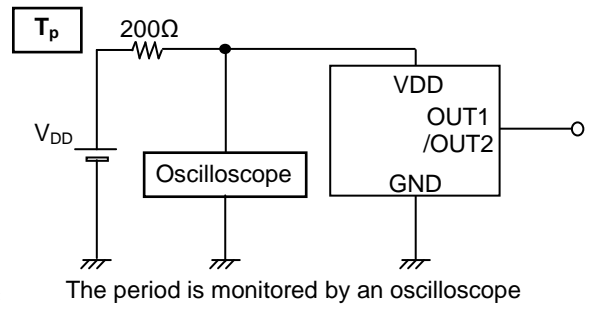 Tp
200Ω
VDD
VDD
OUT1
/OUT2
Oscilloscope
GND
The period is monitored by an oscilloscope